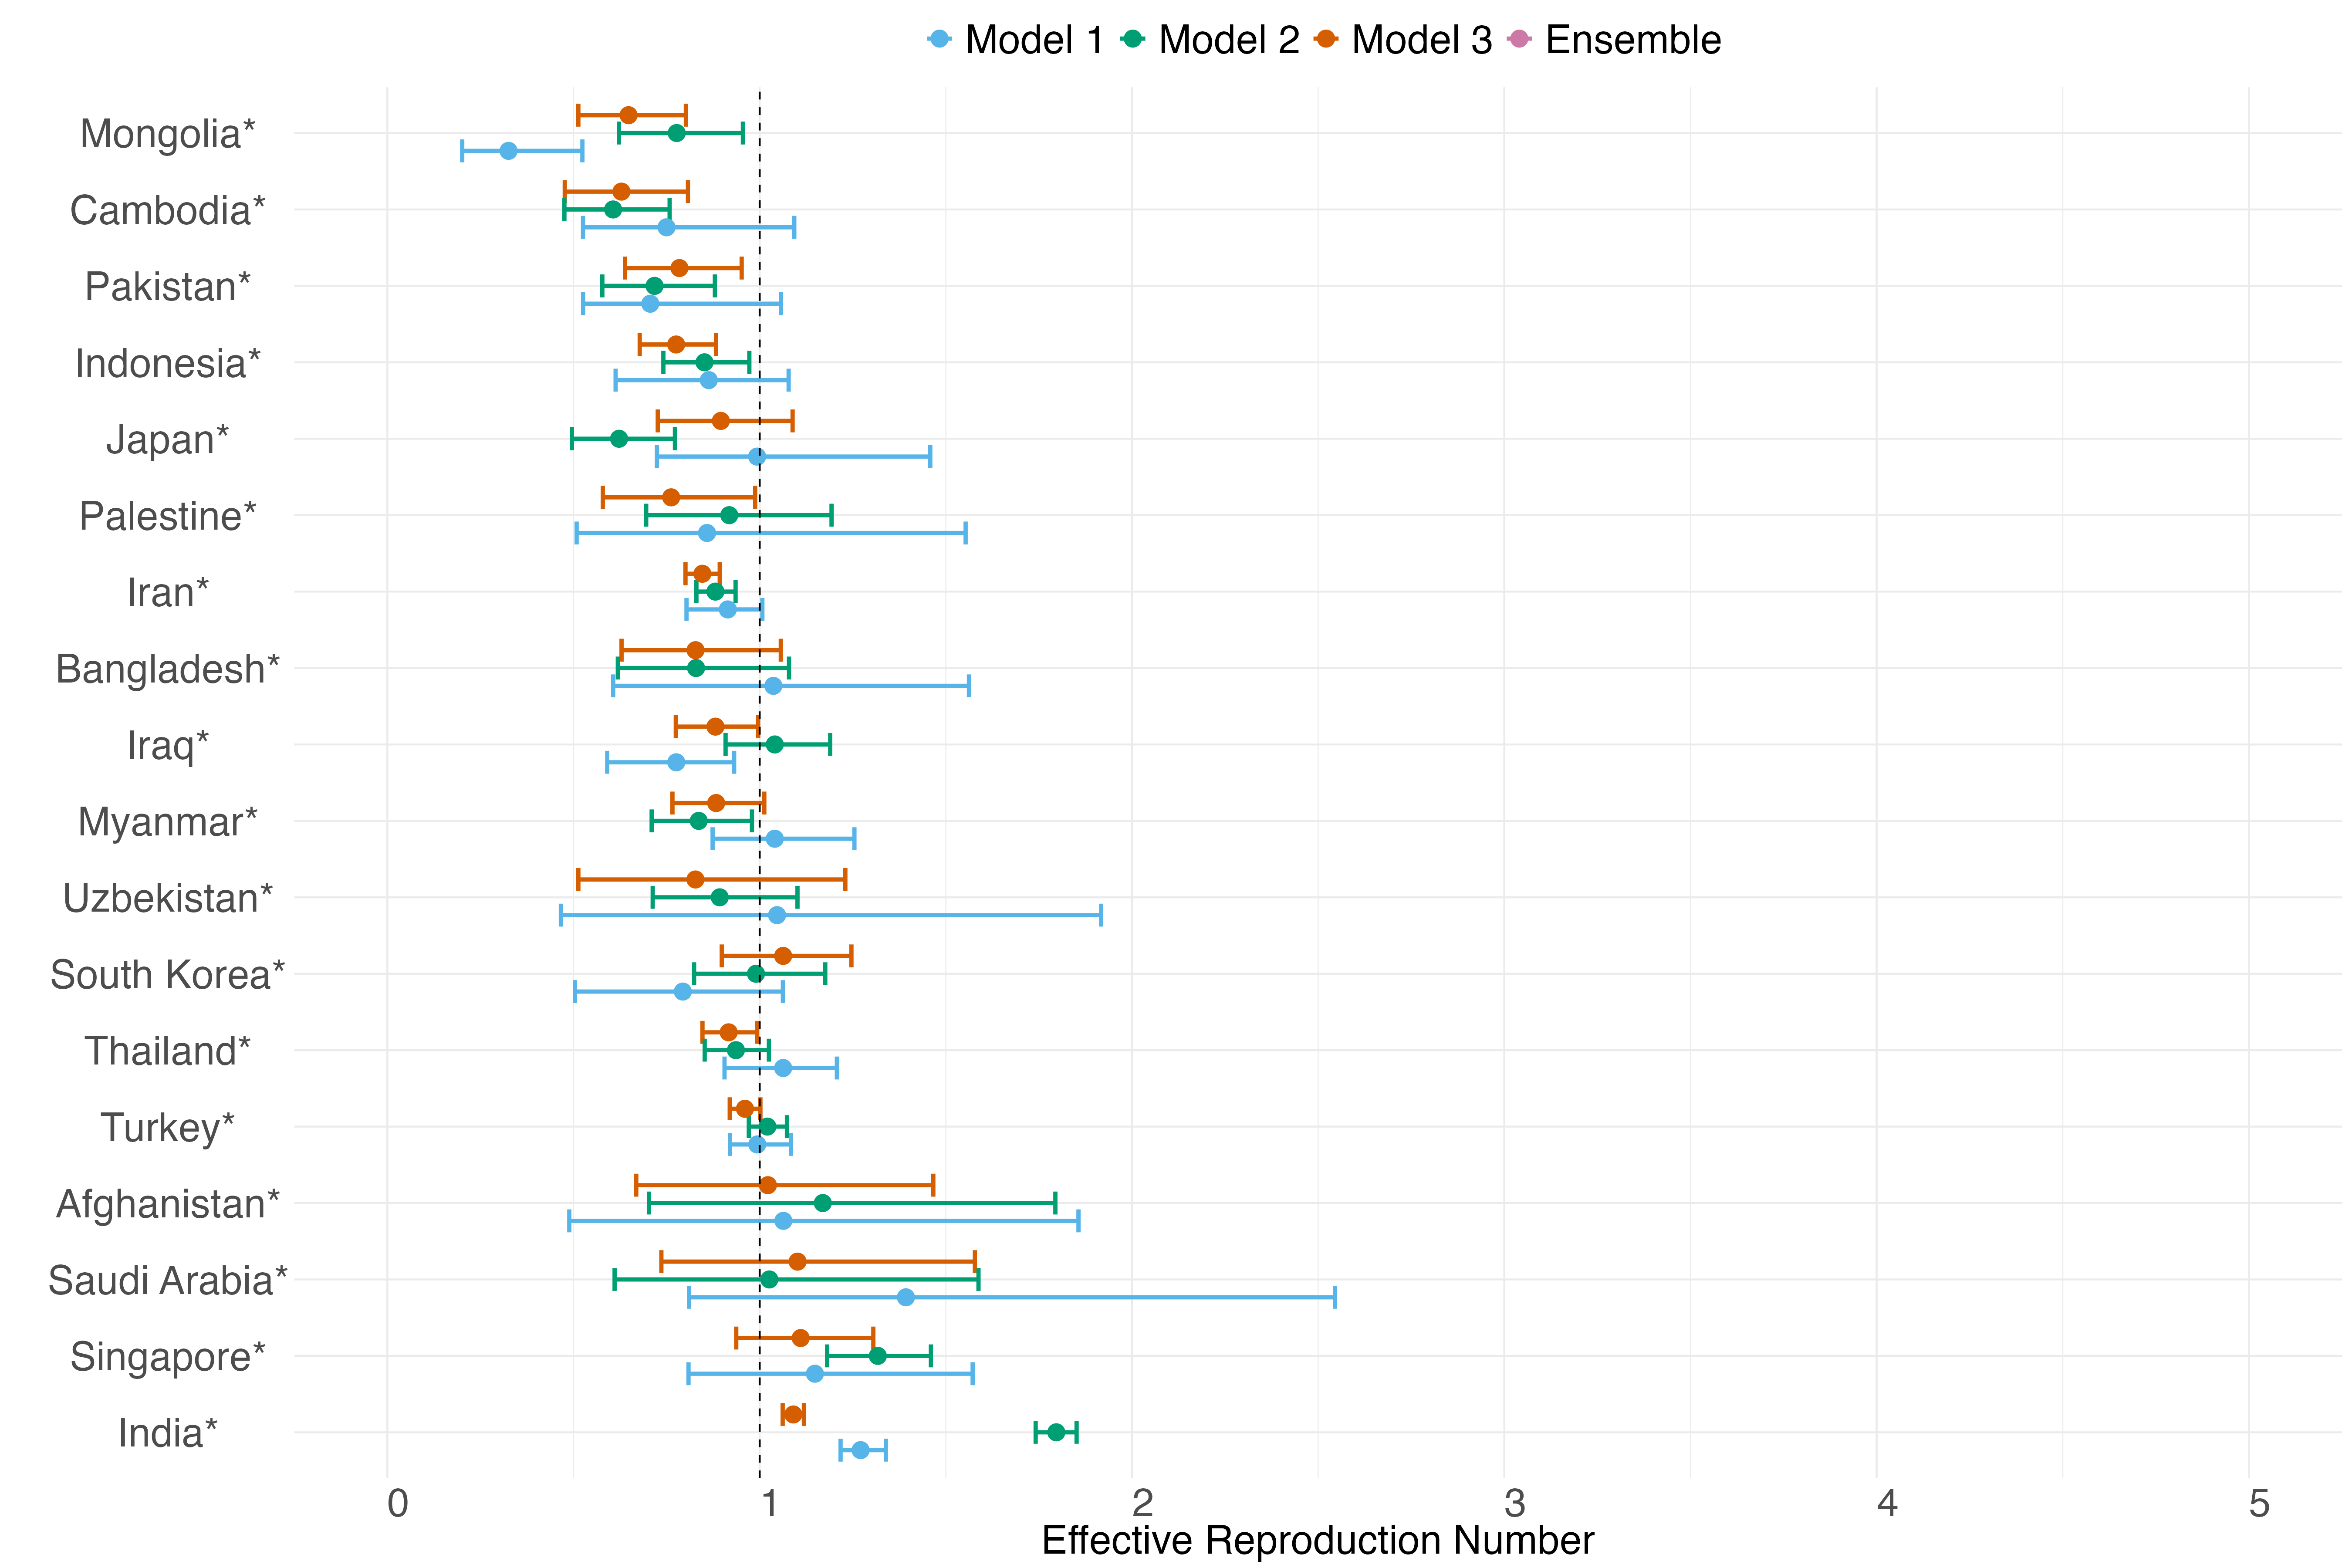 Model 1 Model 2 Model 3 Ensemble
Mongolia*
Cambodia*
Pakistan*
Indonesia*
Japan*
Palestine*
Iran*
Bangladesh*
Iraq*
Myanmar*
Uzbekistan*
South Korea*
Thailand*
Turkey*
Afghanistan*
Saudi Arabia*
Singapore*
India*
0 1 2 3 4 5
Effective Reproduction Number